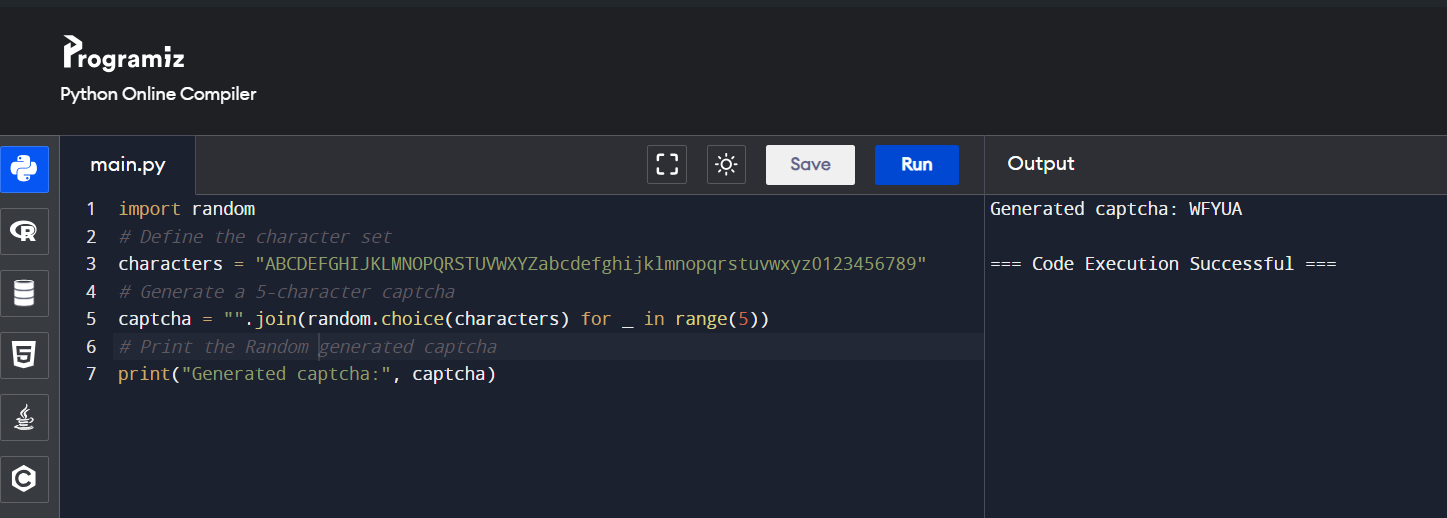 Programiz
Python Online Compiler
main.py
Save
Run
Output
1 import random
2 # Define the character set
3 characters = "ABCDEFGHIJKLMNOPQRSTUVWXYZabcdefghijklmnopqrstuvwxyz0123456789"
4 # Generate a 5-character captcha
5 captcha = "".join(random.choice(characters) for _ in range(5))
6 # Print the Random generated captcha
7 print("Generated captcha:", captcha)
Generated captcha: WFYUA
=== Code Execution Successful ===
R
5
C